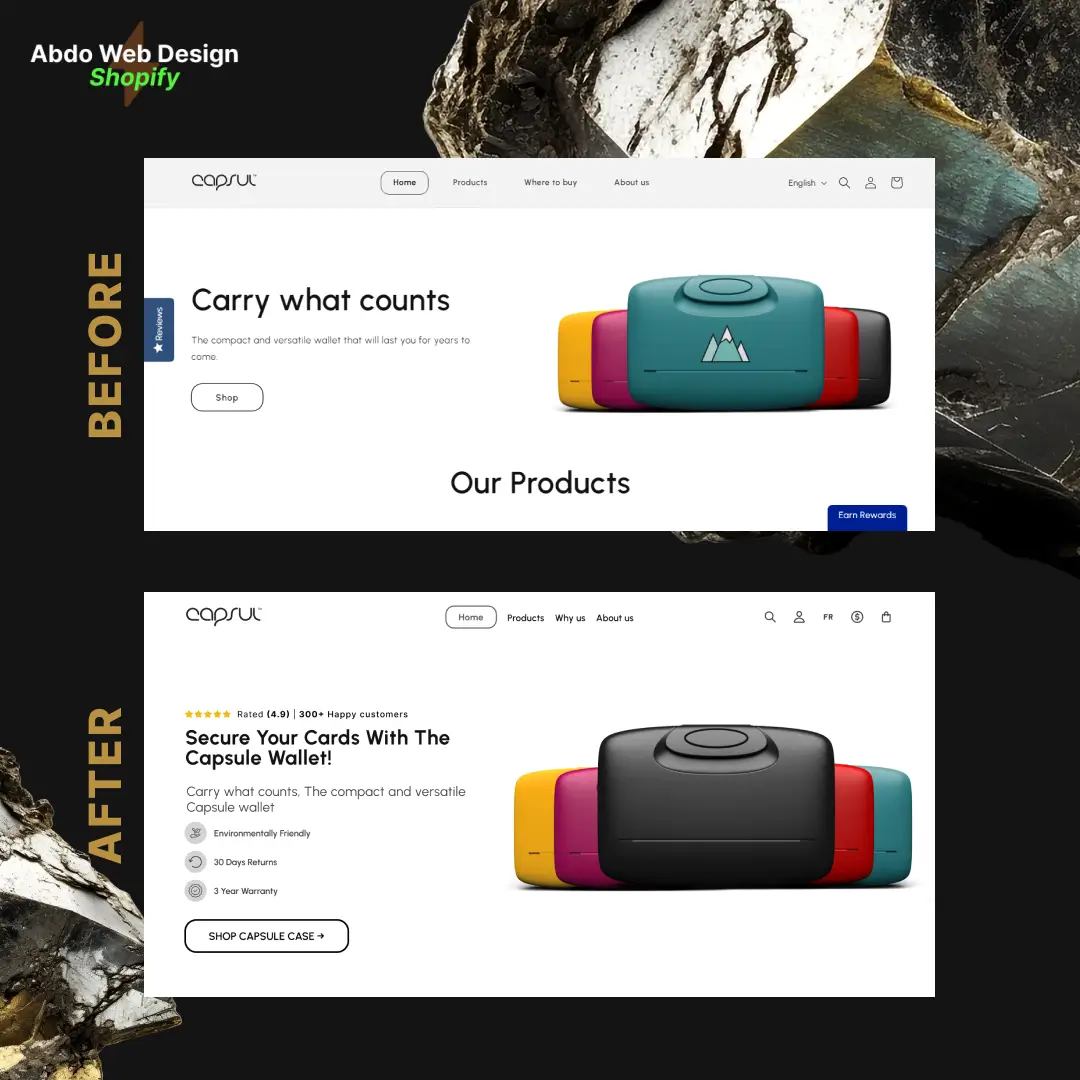 Abdo Web Design
Shopify
BEFORE
capsul™
Home
Products
Where to buy
About us
English
Reviews
Carry what counts
The compact and versatile wallet that will last you for years to
come.
Shop
Our Products
Earn Rewards
AFTER
capsul™
Home
Products
Why us
About us
FR
Rated (4.9) | 300+ Happy customers
Secure Your Cards With The
Capsule Wallet!
Carry what counts, The compact and versatile
Capsule wallet
Environmentally Friendly
30 Days Returns
3 Year Warranty
SHOP CAPSULE CASE →